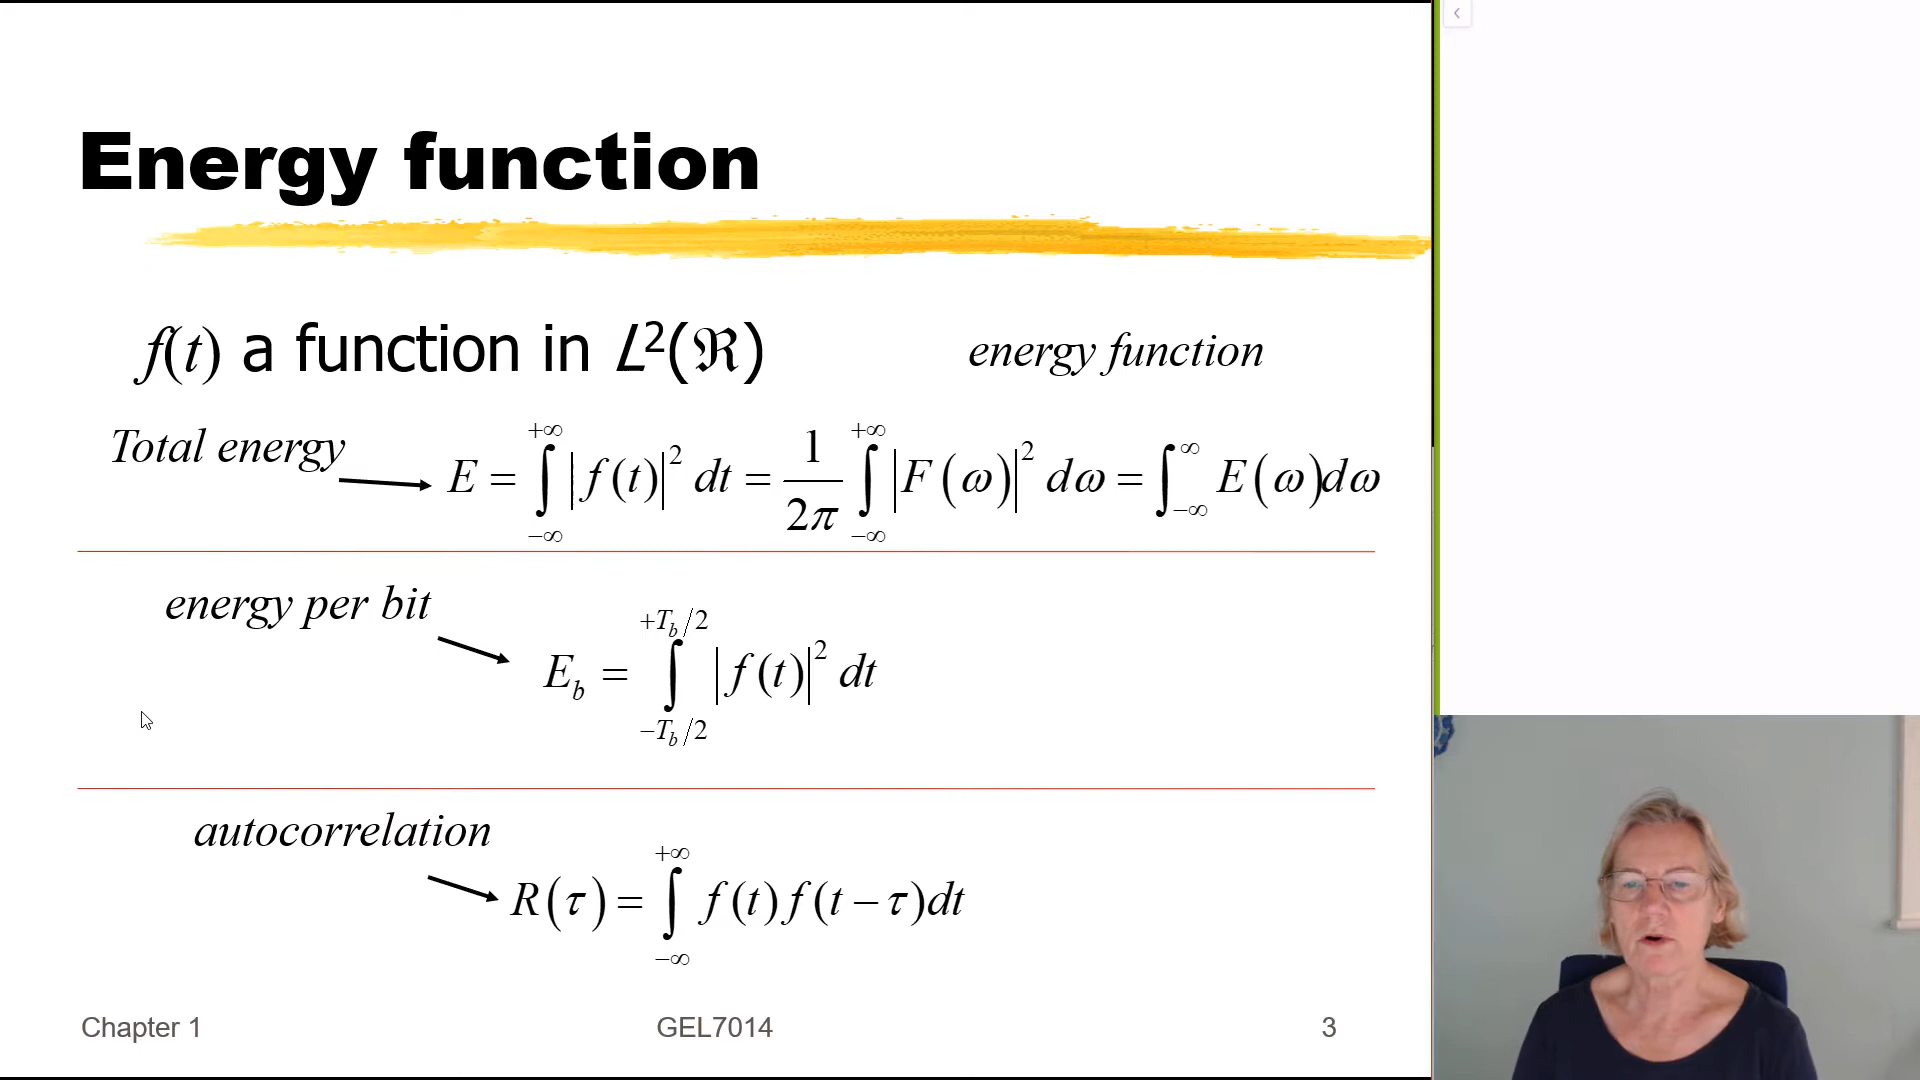 Energy function
f(t) a function in L²(ℜ)
energy function
Total energy
E = ∫_{−∞}^{+∞} |f(t)|² dt = 1/2π ∫_{−∞}^{+∞} |F(ω)|² dω = ∫_{−∞}^{∞} E(ω)dω
energy per bit
E_b = ∫_{−T_b/2}^{+T_b/2} |f(t)|² dt
autocorrelation
R(τ) = ∫_{−∞}^{+∞} f(t) f(t − τ)dt
Chapter 1
GEL7014
3